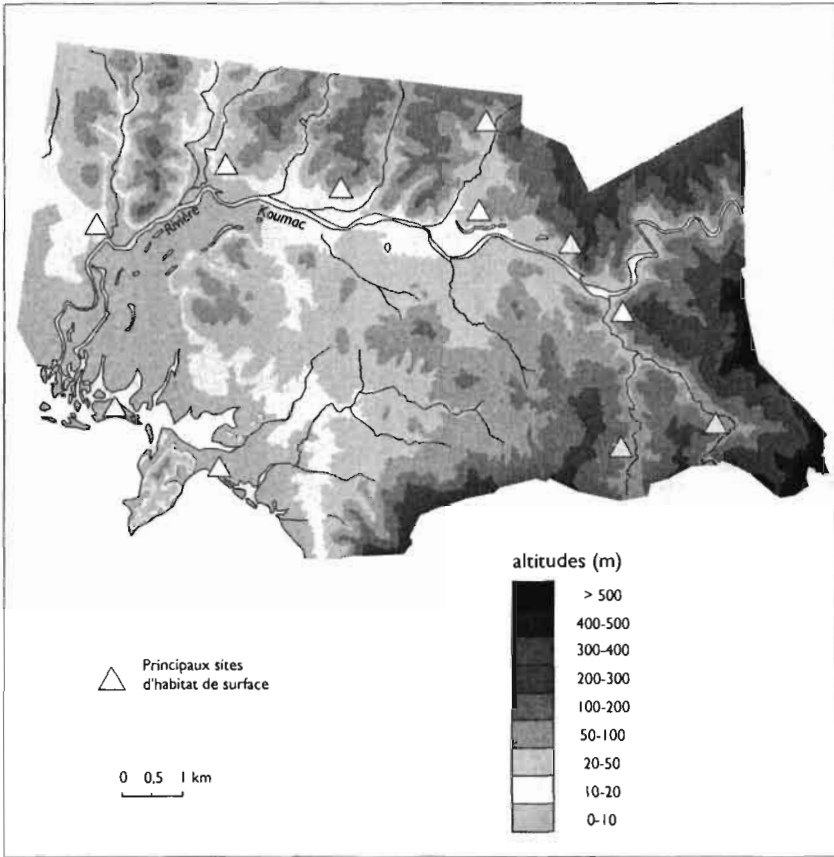 Rivière Koumac
altitudes (m)
> 500
400-500
300-400
200-300
100-200
50-100
20-50
10-20
0-10
Principaux sites
d'habitat de surface
0 0,5 1 km